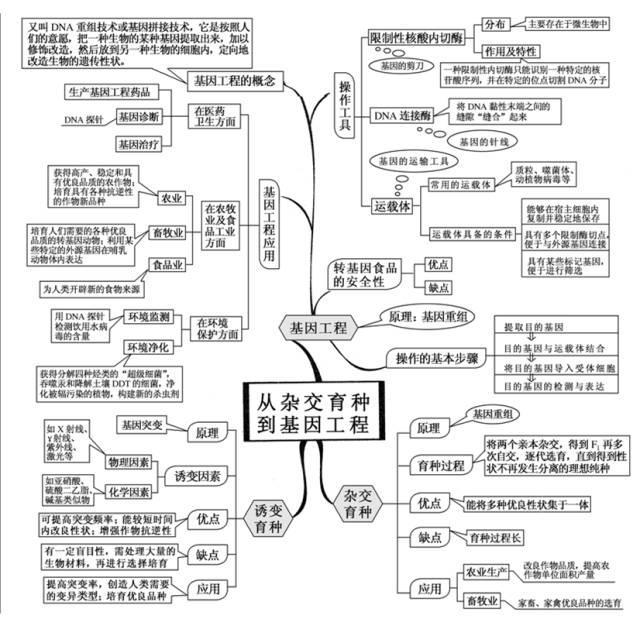 又叫 DNA 重组技术或基因拼接技术，它是按照人
们的意愿，把一种生物的某种基因提取出来，加以
修饰改造，然后放到另一种生物的细胞内，定向地
改造生物的遗传性状。
基因工程的概念
生产基因工程药品
DNA 探针
基因诊断
基因治疗
在医药
卫生方面
获得高产、稳定和具
有优良品质的农作物；
培育具有各种抗逆性
的作物新品种
农业
培育人们需要的各种优良
品质的转基因动物；利用某
些特定的外源基因在哺乳
动物体内表达
畜牧业
食品业
为人类开辟新的食物来源
在农牧
业及食
品工业
方面
基因工程应用
用 DNA 探针
检测饮用水病
毒的含量
环境监测
环境净化
在环境
保护方面
获得分解四种烃类的“超级细菌”，
吞噬汞和降解土壤 DDT 的细菌，净
化被镉污染的植物，构建新的杀虫剂
操作工具
限制性核酸内切酶
分布
主要存在于微生物中
作用及特性
一种限制性内切酶只能识别一种特定的核
苷酸序列，并在特定的位点切割 DNA 分子
基因的剪刀
DNA 连接酶
将 DNA 黏性末端之间的
缝隙“缝合”起来
基因的针线
基因的运输工具
运载体
常用的运载体
质粒、噬菌体、
动植物病毒等
运载体具备的条件
能够在宿主细胞内
复制并稳定地保存
具有多个限制酶切点，
便于与外源基因连接
具有某些标记基因，
便于进行筛选
转基因食品
的安全性
优点
缺点
基因工程
原理：基因重组
操作的基本步骤
提取目的基因
目的基因与运载体结合
将目的基因导入受体细胞
目的基因的检测与表达
从杂交育种
到基因工程
诱变
育种
基因突变
原理
如 X 射线、
γ射线、
紫外线、
激光等
物理因素
如亚硝酸、
硫酸二乙酯、
碱基类似物
化学因素
诱变因素
可提高突变频率；能较短时间
内改良性状；增强作物抗逆性
优点
有一定盲目性，需处理大量的
生物材料，再进行选择培育
缺点
提高突变率，创造人类需要
的变异类型；培育优良品种
应用
杂交
育种
原理
基因重组
育种过程
将两个亲本杂交，得到 F₁ 再多
次自交，逐代选育，直到得到性
状不再发生分离的理想纯种
优点
能将多种优良性状集于一体
缺点
育种过程长
应用
农业生产
改良作物品质，提高农
作物单位面积产量
畜牧业
家畜、家禽优良品种的选育